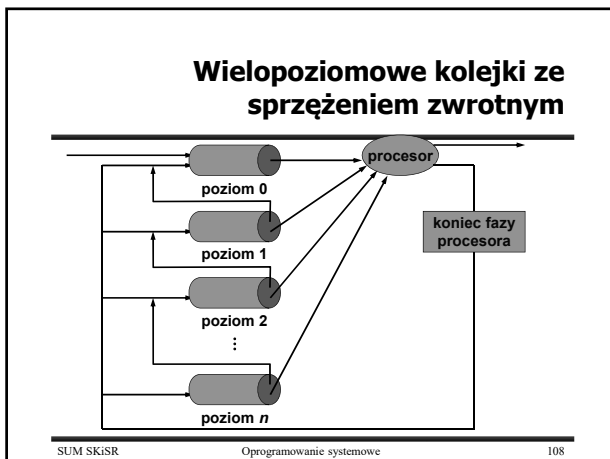 Wielopoziomowe kolejki ze
sprzężeniem zwrotnym
procesor
poziom 0
koniec fazy
procesora
poziom 1
poziom 2
...
poziom n
SUM SKiSR
Oprogramowanie systemowe
108